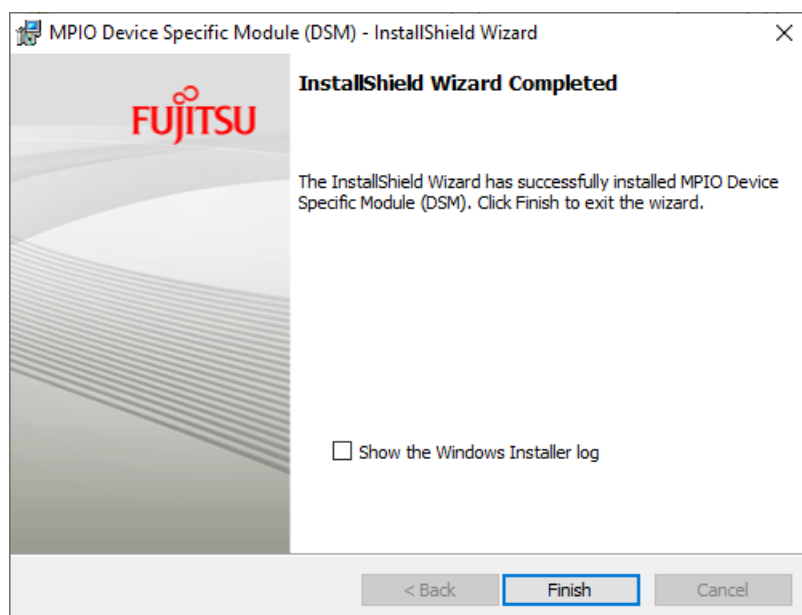 MPIO Device Specific Module (DSM) - InstallShield Wizard
FUJITSU
InstallShield Wizard Completed
The InstallShield Wizard has successfully installed MPIO Device
Specific Module (DSM). Click Finish to exit the wizard.
Show the Windows Installer log
< Back
Finish
Cancel